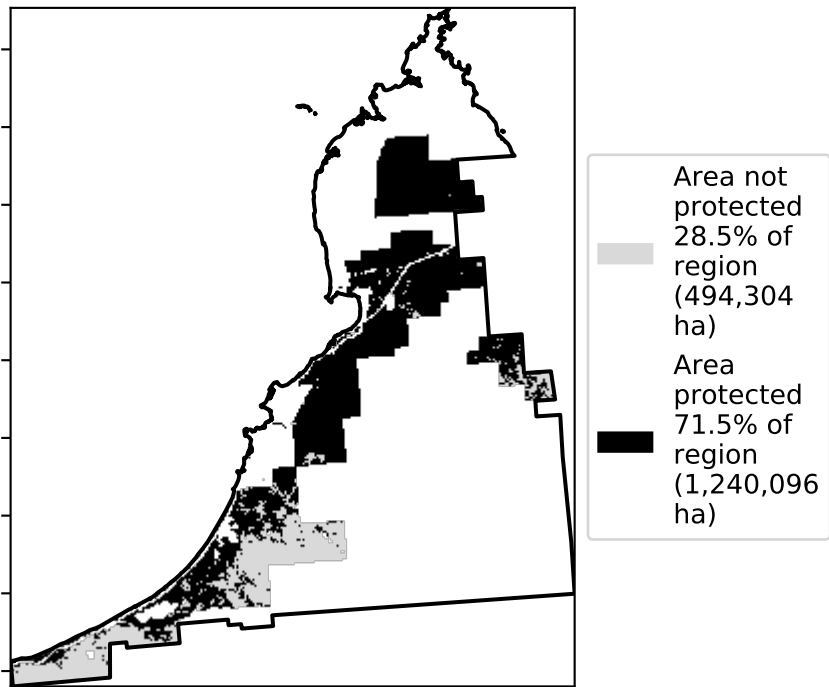 Area not
protected
28.5% of
region
(494,304
ha)
Area
protected
71.5% of
region
(1,240,096
ha)